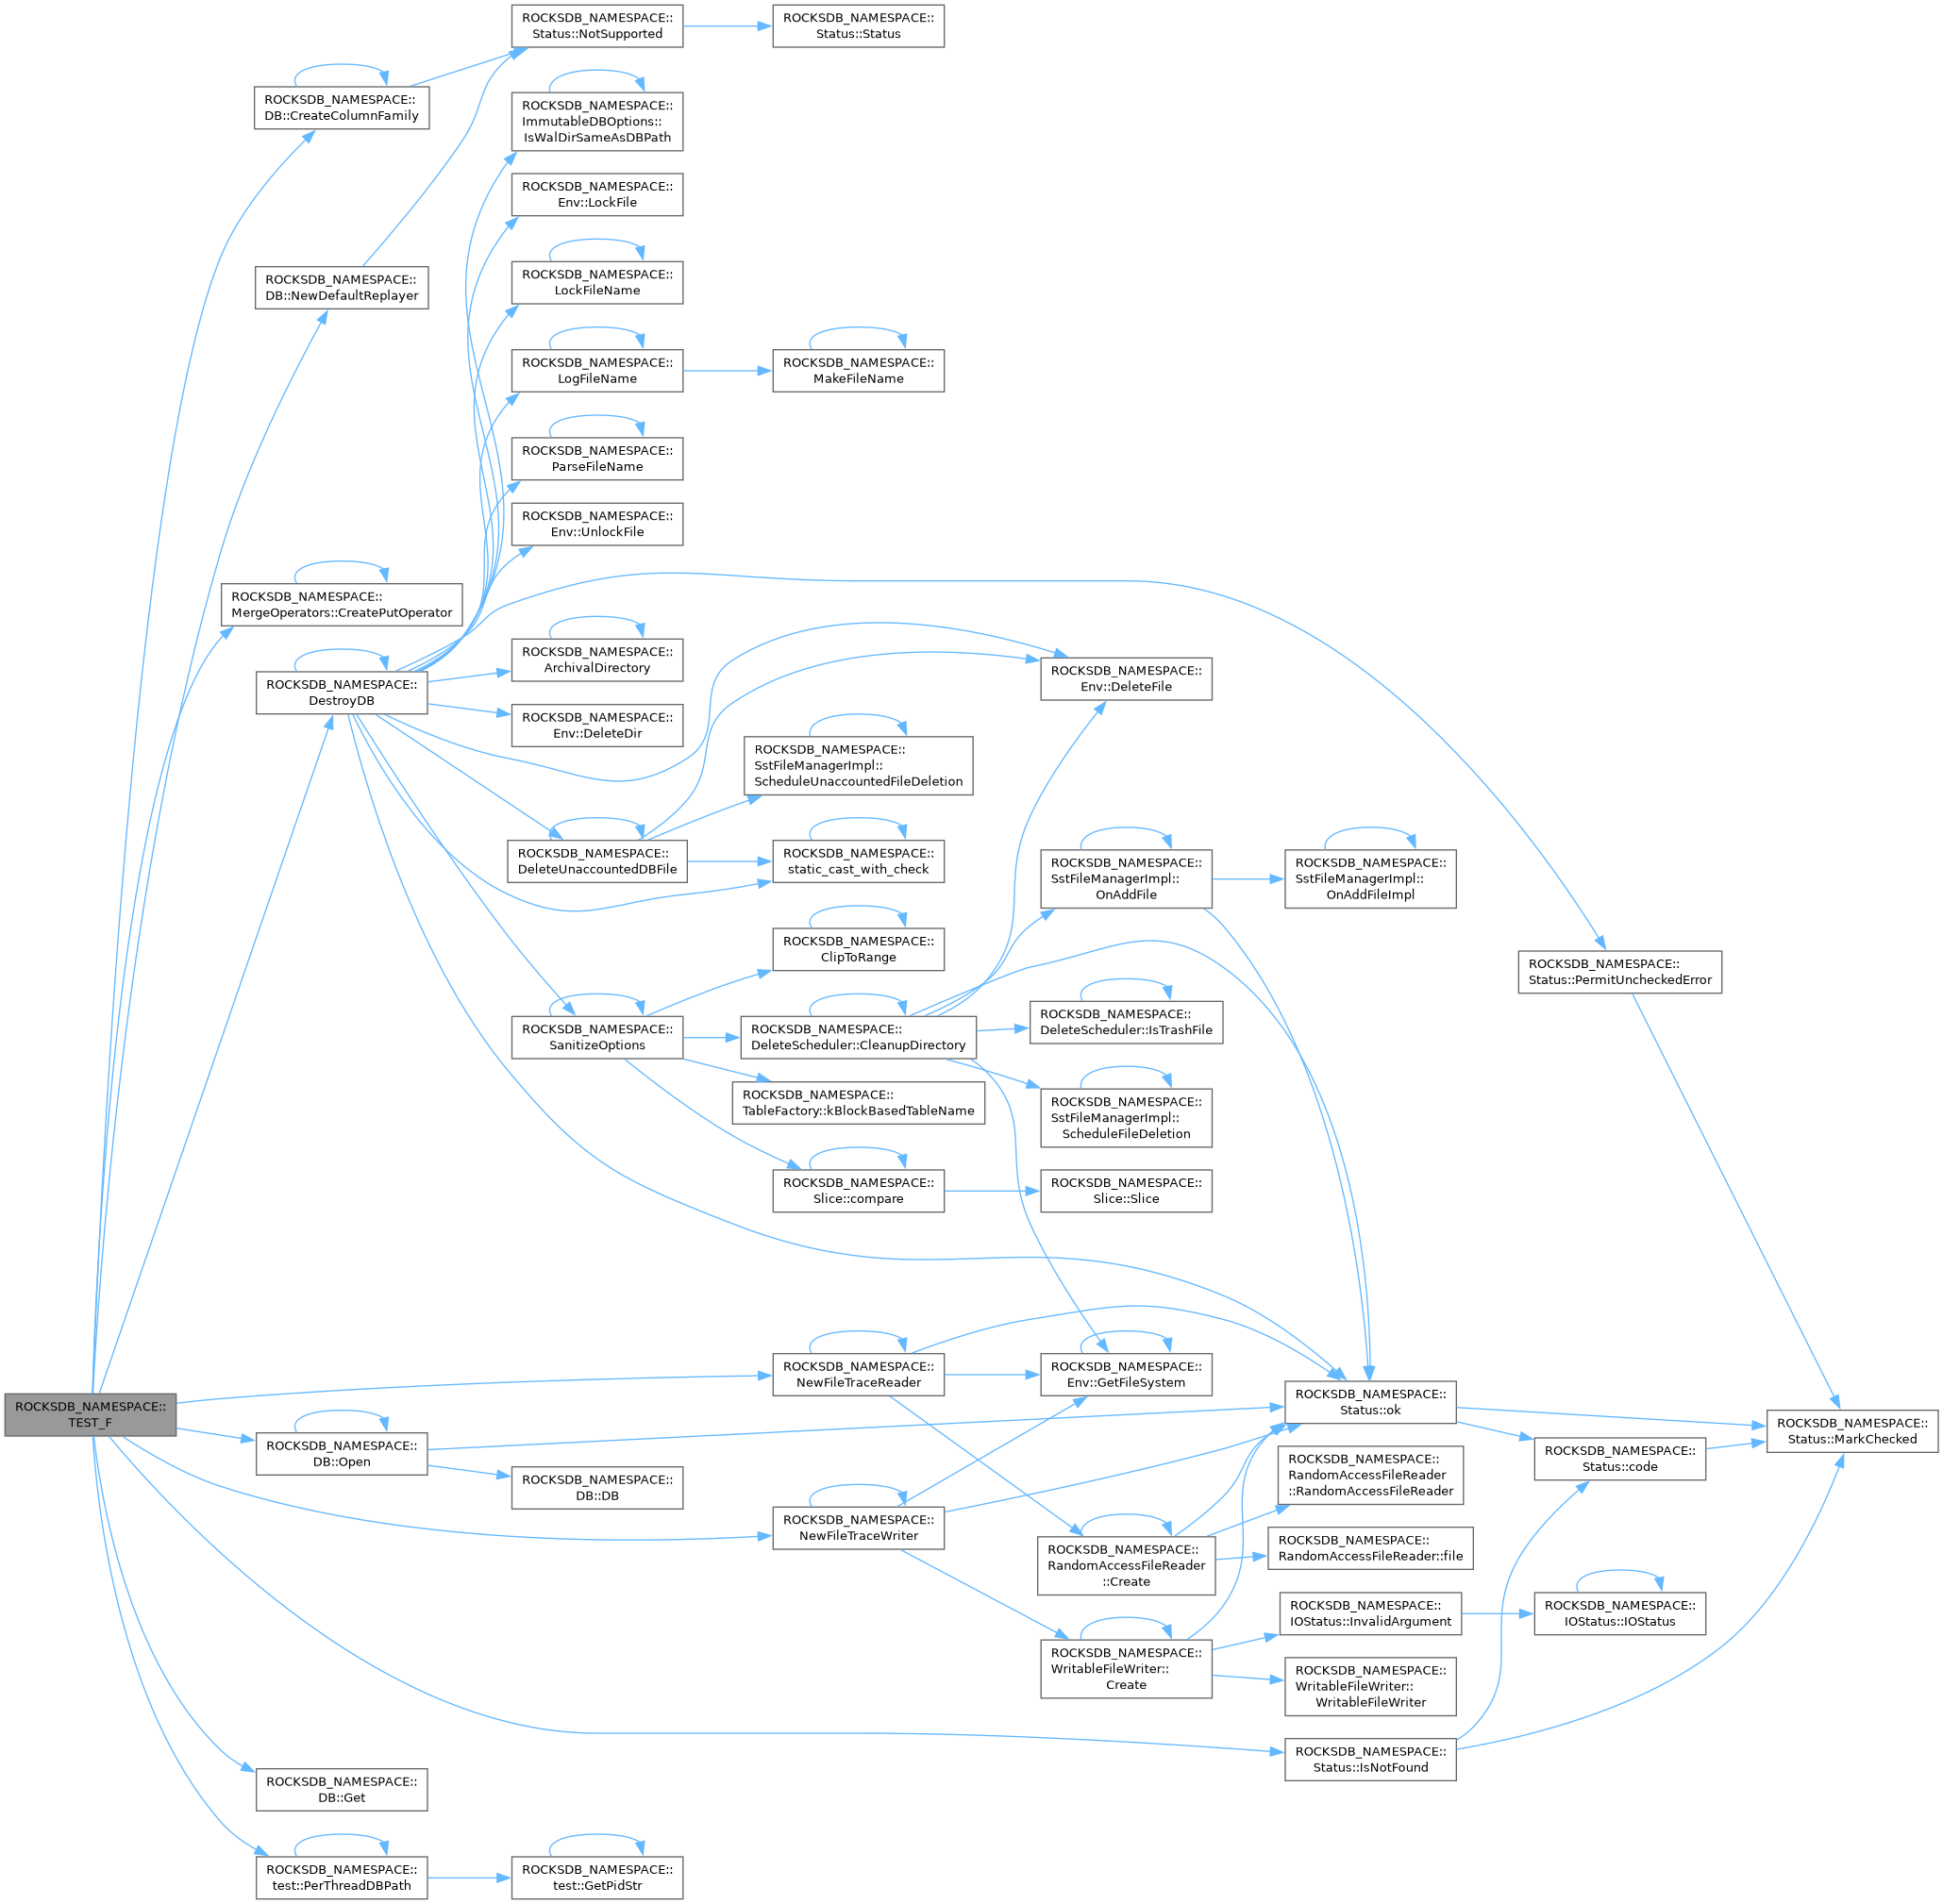 ROCKSDB_NAMESPACE::
Status::NotSupported
ROCKSDB_NAMESPACE::
Status::Status
ROCKSDB_NAMESPACE::
DB::CreateColumnFamily
ROCKSDB_NAMESPACE::
ImmutableDBOptions::
IsWalDirSameAsDBPath
ROCKSDB_NAMESPACE::
Env::LockFile
ROCKSDB_NAMESPACE::
DB::NewDefaultReplayer
ROCKSDB_NAMESPACE::
LockFileName
ROCKSDB_NAMESPACE::
LogFileName
ROCKSDB_NAMESPACE::
MakeFileName
ROCKSDB_NAMESPACE::
ParseFileName
ROCKSDB_NAMESPACE::
Env::UnlockFile
ROCKSDB_NAMESPACE::
MergeOperators::CreatePutOperator
ROCKSDB_NAMESPACE::
ArchivalDirectory
ROCKSDB_NAMESPACE::
DestroyDB
ROCKSDB_NAMESPACE::
Env::DeleteFile
ROCKSDB_NAMESPACE::
Env::DeleteDir
ROCKSDB_NAMESPACE::
SstFileManagerImpl::
ScheduleUnaccountedFileDeletion
ROCKSDB_NAMESPACE::
DeleteUnaccountedDBFile
ROCKSDB_NAMESPACE::
static_cast_with_check
ROCKSDB_NAMESPACE::
SstFileManagerImpl::
OnAddFile
ROCKSDB_NAMESPACE::
SstFileManagerImpl::
OnAddFileImpl
ROCKSDB_NAMESPACE::
ClipToRange
ROCKSDB_NAMESPACE::
Status::PermitUncheckedError
ROCKSDB_NAMESPACE::
SanitizeOptions
ROCKSDB_NAMESPACE::
DeleteScheduler::CleanupDirectory
ROCKSDB_NAMESPACE::
DeleteScheduler::IsTrashFile
ROCKSDB_NAMESPACE::
TableFactory::kBlockBasedTableName
ROCKSDB_NAMESPACE::
SstFileManagerImpl::
ScheduleFileDeletion
ROCKSDB_NAMESPACE::
Slice::compare
ROCKSDB_NAMESPACE::
Slice::Slice
ROCKSDB_NAMESPACE::
NewFileTraceReader
ROCKSDB_NAMESPACE::
Env::GetFileSystem
ROCKSDB_NAMESPACE::
TEST_F
ROCKSDB_NAMESPACE::
Status::ok
ROCKSDB_NAMESPACE::
Status::MarkChecked
ROCKSDB_NAMESPACE::
DB::Open
ROCKSDB_NAMESPACE::
Status::code
ROCKSDB_NAMESPACE::
DB::DB
ROCKSDB_NAMESPACE::
RandomAccessFileReader
::RandomAccessFileReader
ROCKSDB_NAMESPACE::
NewFileTraceWriter
ROCKSDB_NAMESPACE::
RandomAccessFileReader
::Create
ROCKSDB_NAMESPACE::
RandomAccessFileReader::file
ROCKSDB_NAMESPACE::
IOStatus::InvalidArgument
ROCKSDB_NAMESPACE::
IOStatus::IOStatus
ROCKSDB_NAMESPACE::
WritableFileWriter::
Create
ROCKSDB_NAMESPACE::
WritableFileWriter::
WritableFileWriter
ROCKSDB_NAMESPACE::
Status::IsNotFound
ROCKSDB_NAMESPACE::
DB::Get
ROCKSDB_NAMESPACE::
test::PerThreadDBPath
ROCKSDB_NAMESPACE::
test::GetPidStr